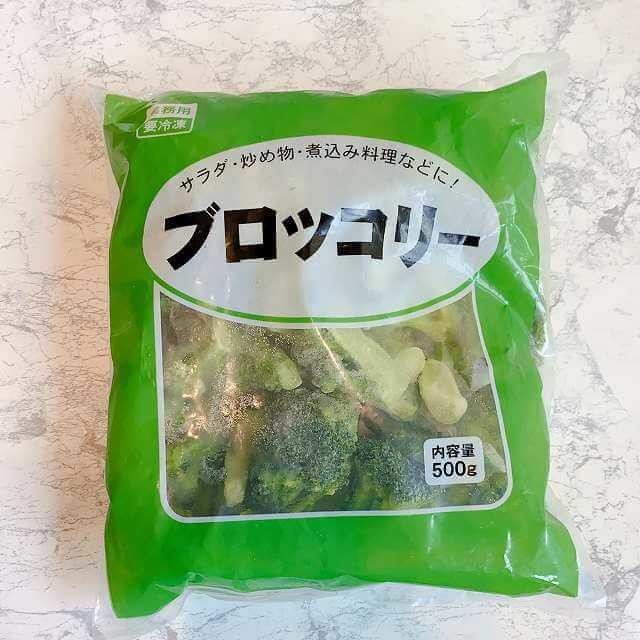 業務用
要冷凍
サラダ・炒め物・煮込み料理などに!
ブロッコリー
内容量
500g